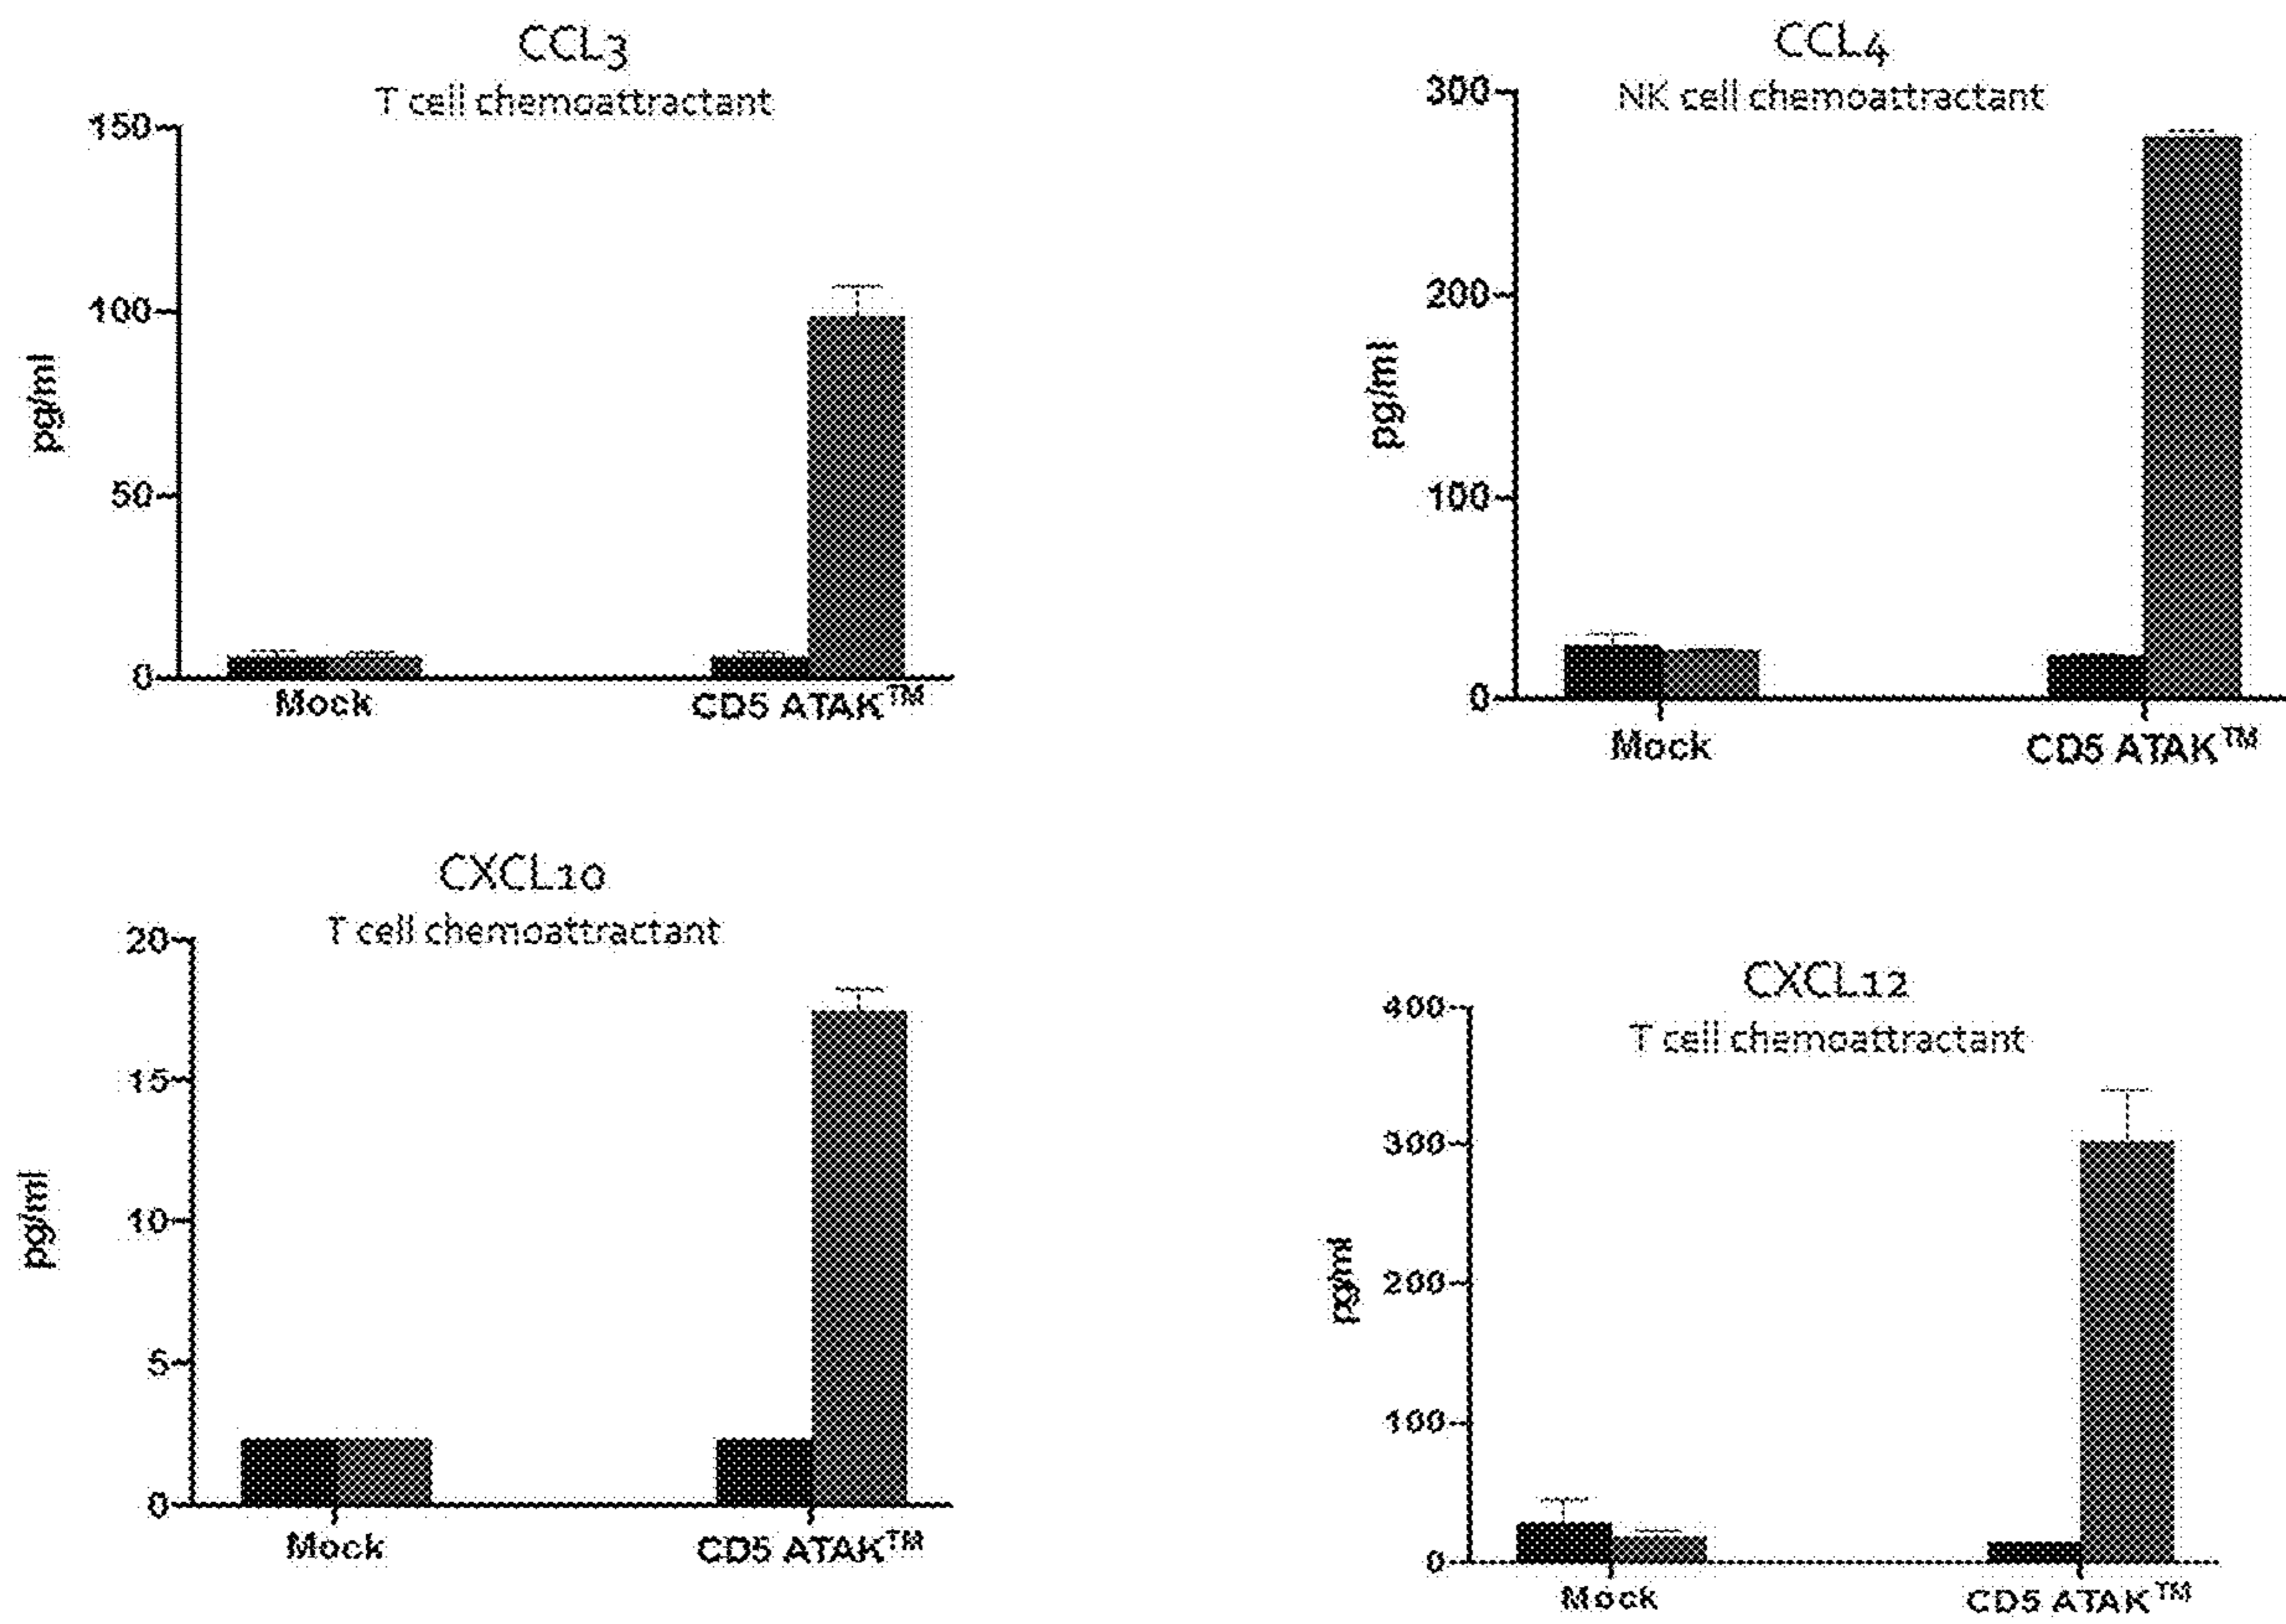 CCL3
T cell chemoattractant
150
100
50
0
pg/ml
Mock
CD5 ATAK™
CCL4
NK cell chemoattractant
300
200
100
0
pg/ml
Mock
CD5 ATAK™
CXCL10
T cell chemoattractant
20
15
10
5
0
pg/ml
Mock
CD5 ATAK™
CXCL12
T cell chemoattractant
400
300
200
100
0
pg/ml
Mock
CD5 ATAK™